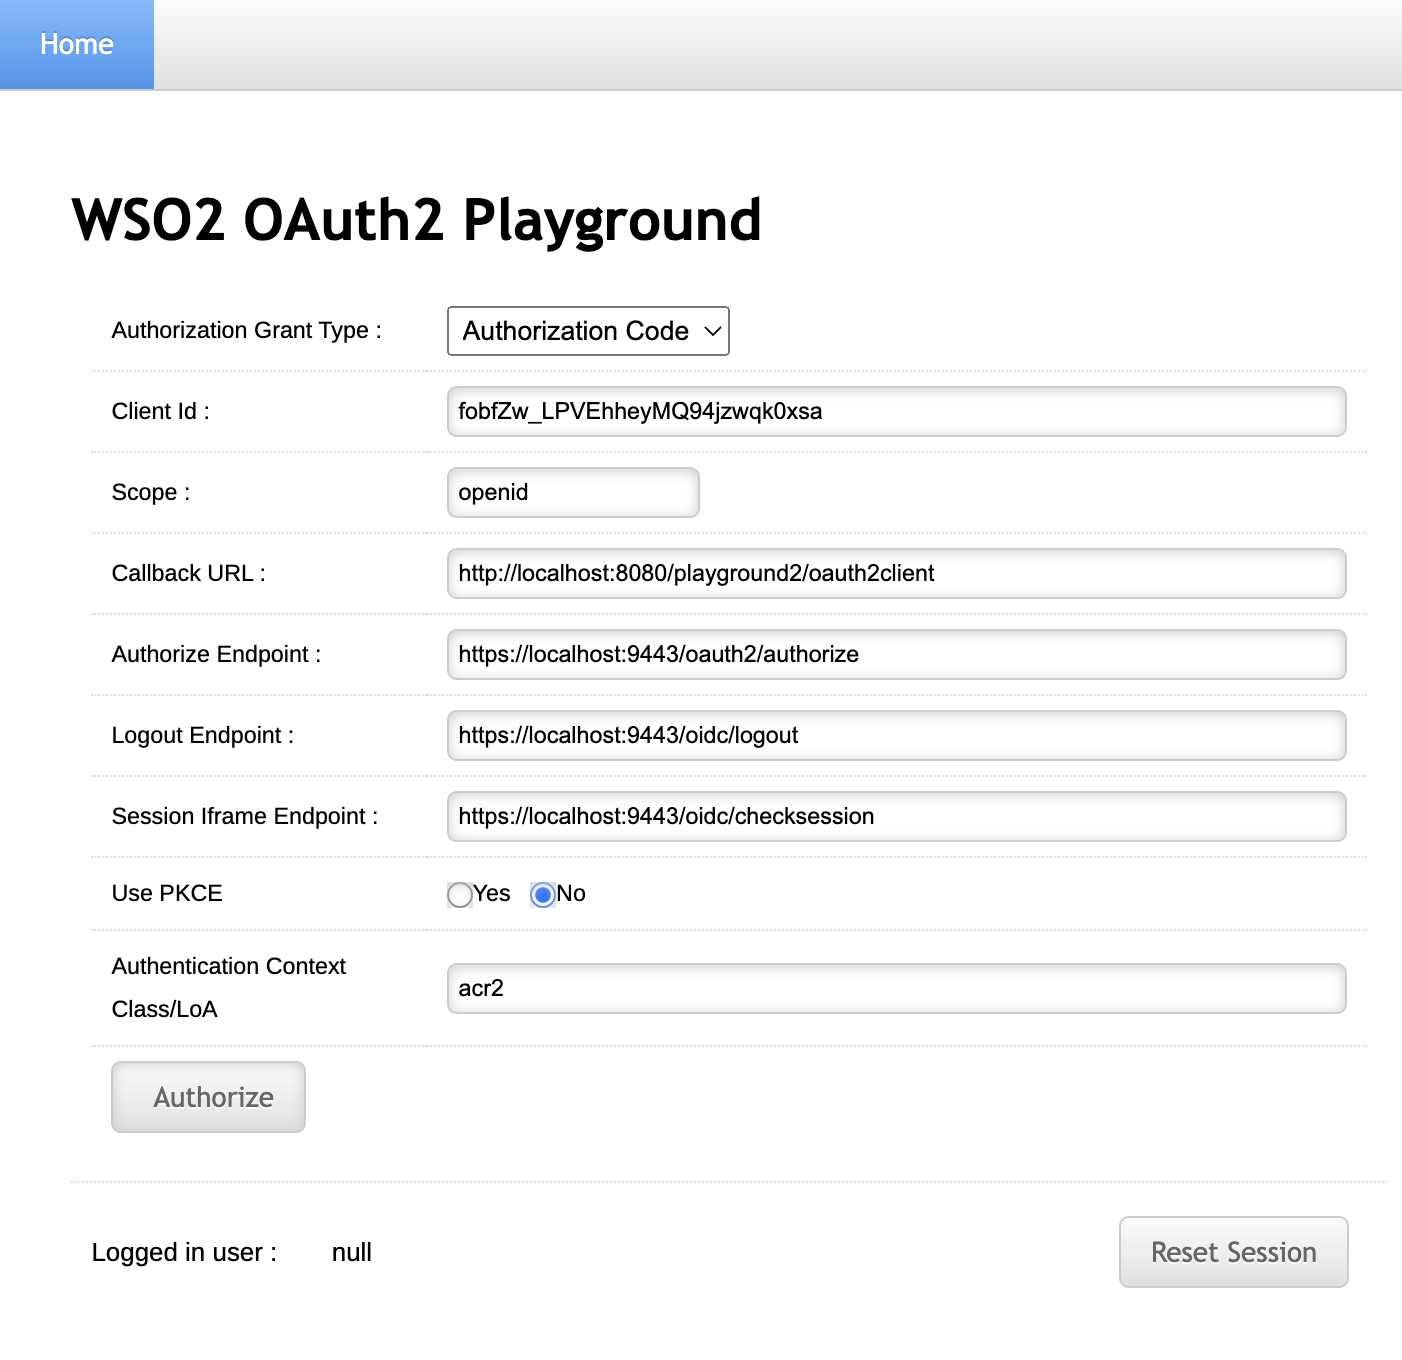 Home
WSO2 OAuth2 Playground
Authorization Grant Type : Authorization Code
Client Id : fobfZw_LPVEhheyMQ94jzwqk0xsa
Scope : openid
Callback URL : http://localhost:8080/playground2/oauth2client
Authorize Endpoint : https://localhost:9443/oauth2/authorize
Logout Endpoint : https://localhost:9443/oidc/logout
Session Iframe Endpoint : https://localhost:9443/oidc/checksession
Use PKCE Yes No
Authentication Context
Class/LoA acr2
Authorize
Logged in user : null Reset Session